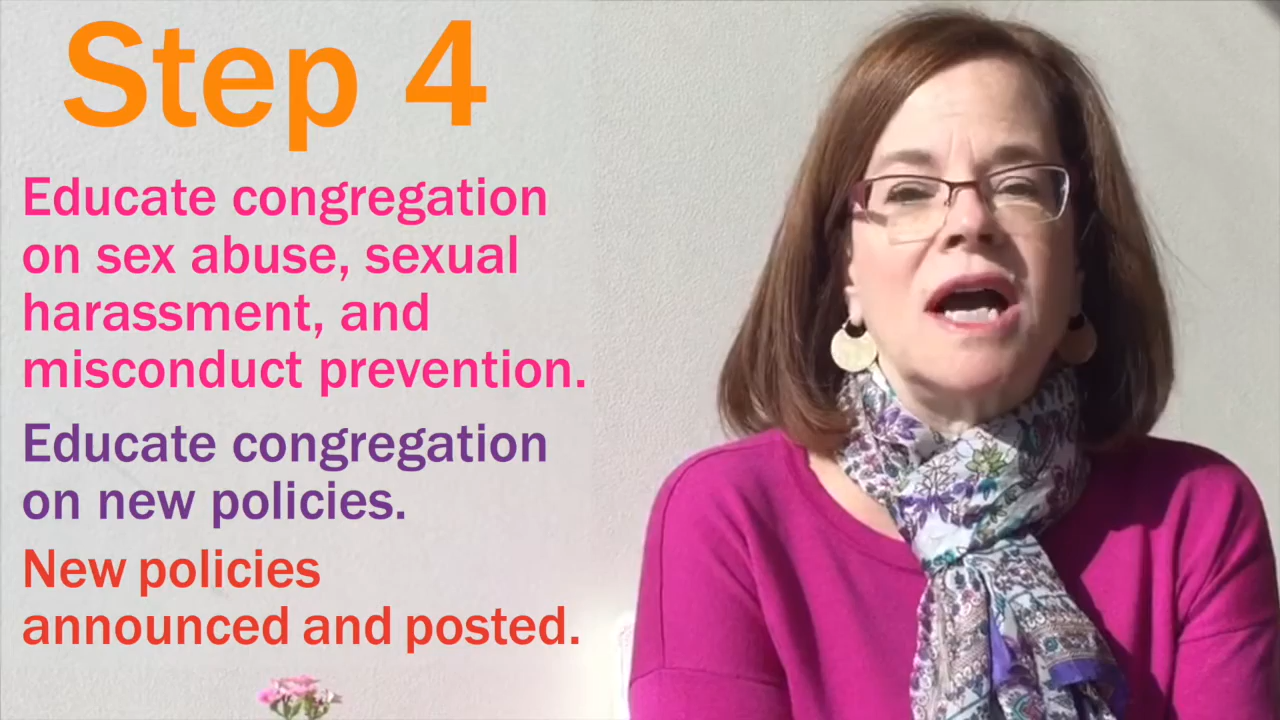 Step 4
Educate congregation
on sex abuse, sexual
harassment, and
misconduct prevention.
Educate congregation
on new policies.
New policies
announced and posted.